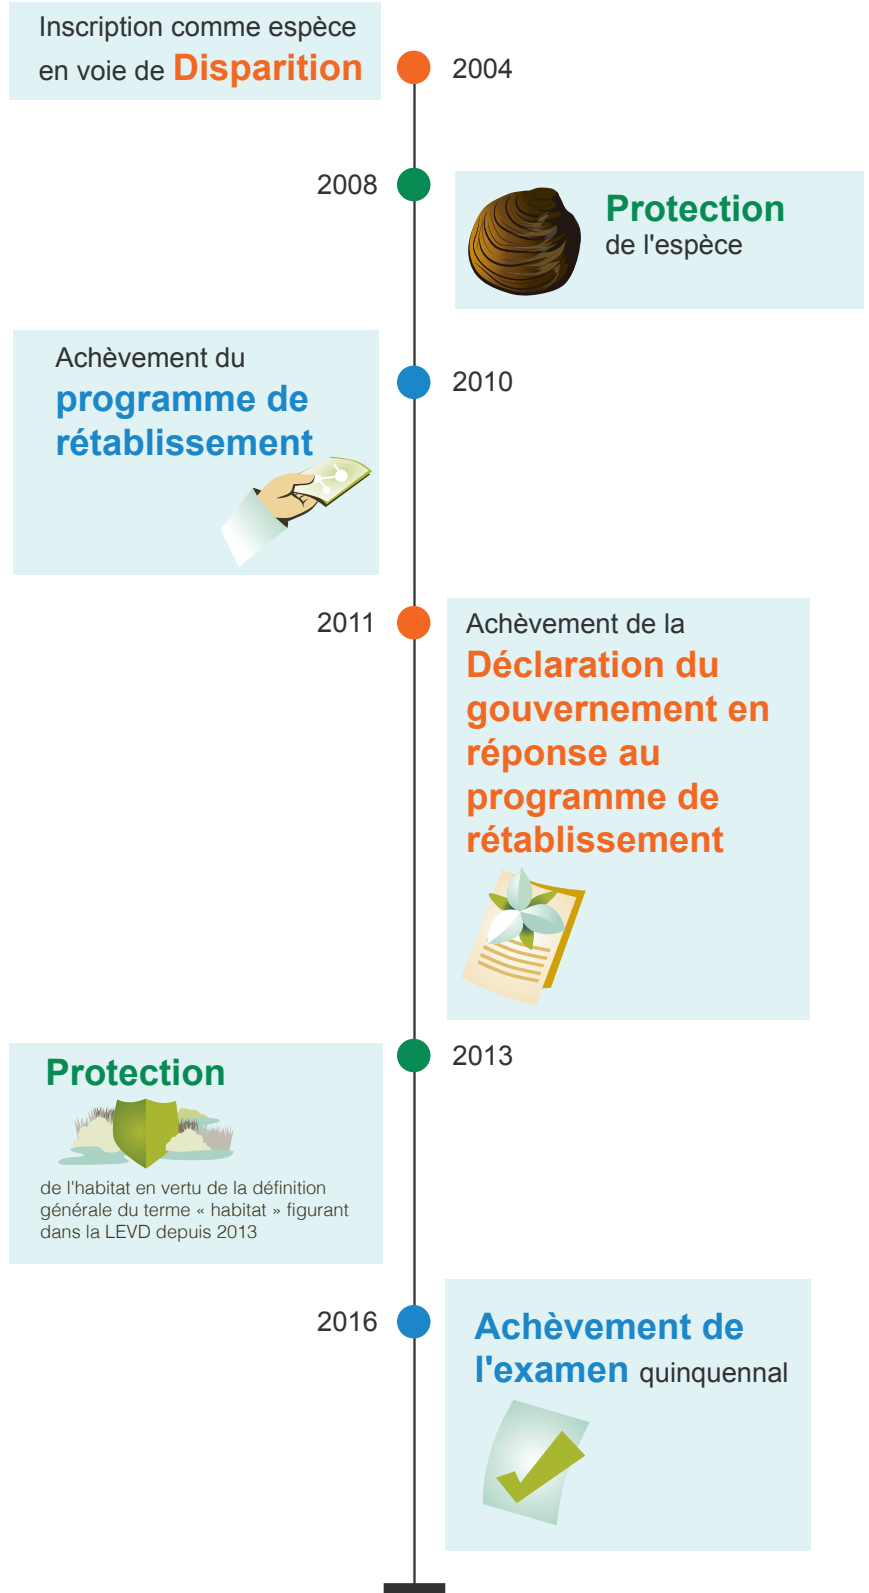 Inscription comme espèce
en voie de Disparition
2004
2008
Protection
de l'espèce
Achèvement du
programme de
rétablissement
2010
2011
Achèvement de la
Déclaration du
gouvernement en
réponse au
programme de
rétablissement
2013
Protection
de l'habitat en vertu de la définition
générale du terme « habitat » figurant
dans la LEVD depuis 2013
2016
Achèvement de
l'examen quinquennal